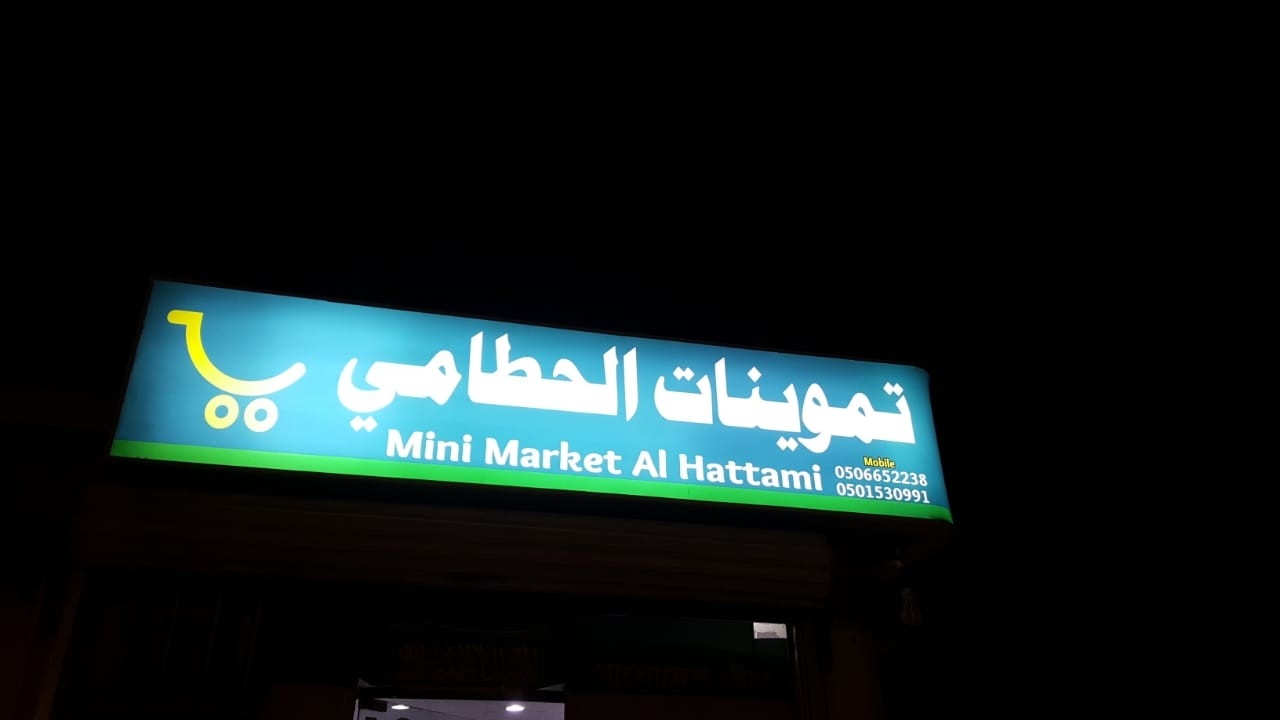 تموينات الحطامي
Mini Market Al Hattami
Mobile
0506652238
0501530991